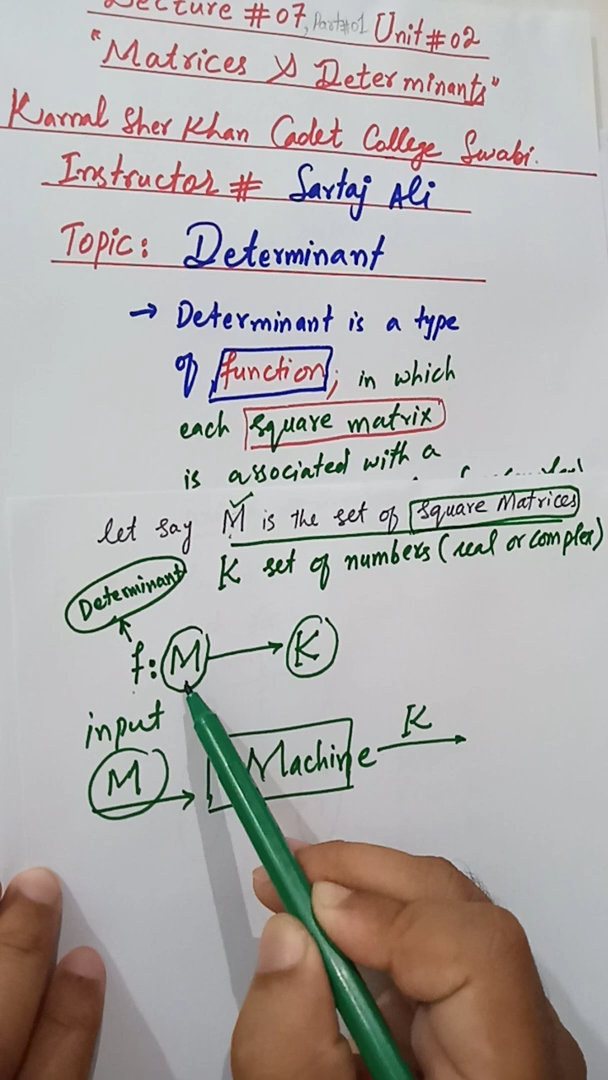 Lecture #07, Part#01 Unit #02
"Matrices & Determinants"
Karnal Sher Khan Cadet College Swabi.
Instructor # Sartaj Ali
Topic: Determinant
→ Determinant is a type
of function, in which
each square matrix
is associated with a
let say M is the set of Square Matrices
K set of numbers (real or complex)
Determinant
f: M → K
input
M → Machine K →